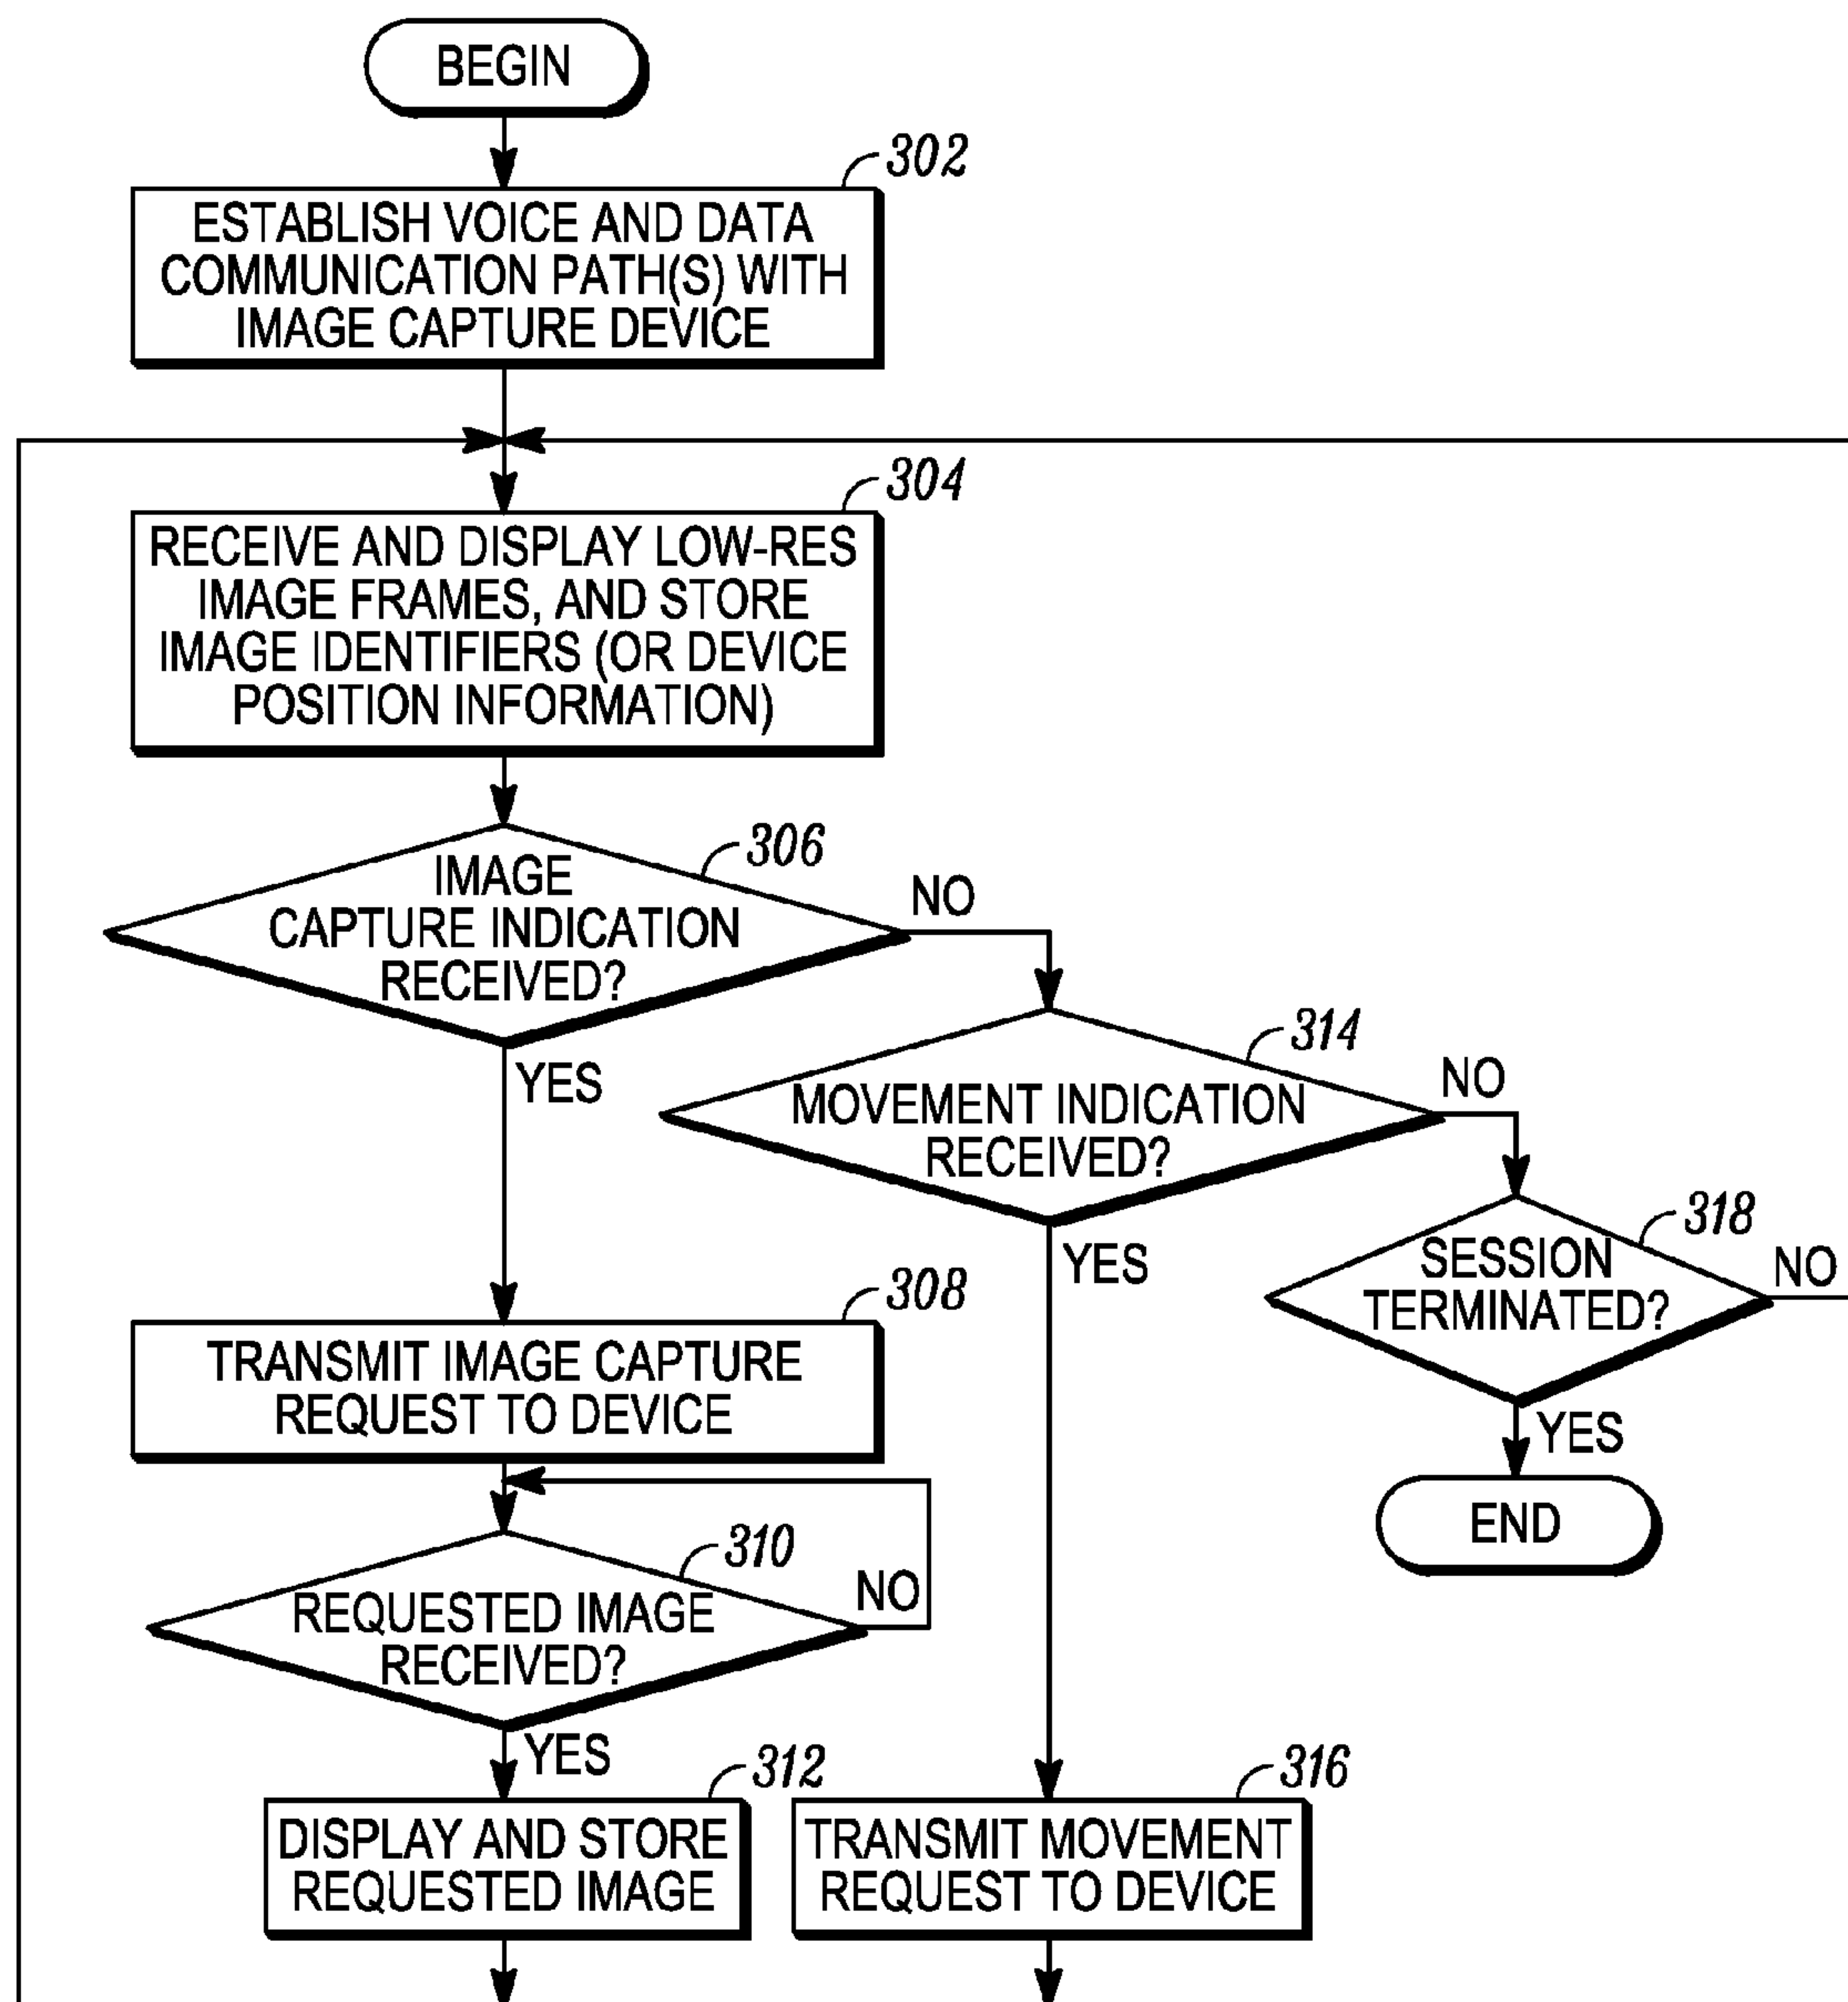 BEGIN
302
ESTABLISH VOICE AND DATA
COMMUNICATION PATH(S) WITH
IMAGE CAPTURE DEVICE
304
RECEIVE AND DISPLAY LOW-RES
IMAGE FRAMES, AND STORE
IMAGE IDENTIFIERS (OR DEVICE
POSITION INFORMATION)
306
IMAGE
CAPTURE INDICATION
RECEIVED?
NO
YES
314
MOVEMENT INDICATION
RECEIVED?
NO
YES
318
SESSION
TERMINATED?
NO
YES
END
308
TRANSMIT IMAGE CAPTURE
REQUEST TO DEVICE
310
REQUESTED IMAGE
RECEIVED?
NO
YES
312
DISPLAY AND STORE
REQUESTED IMAGE
316
TRANSMIT MOVEMENT
REQUEST TO DEVICE